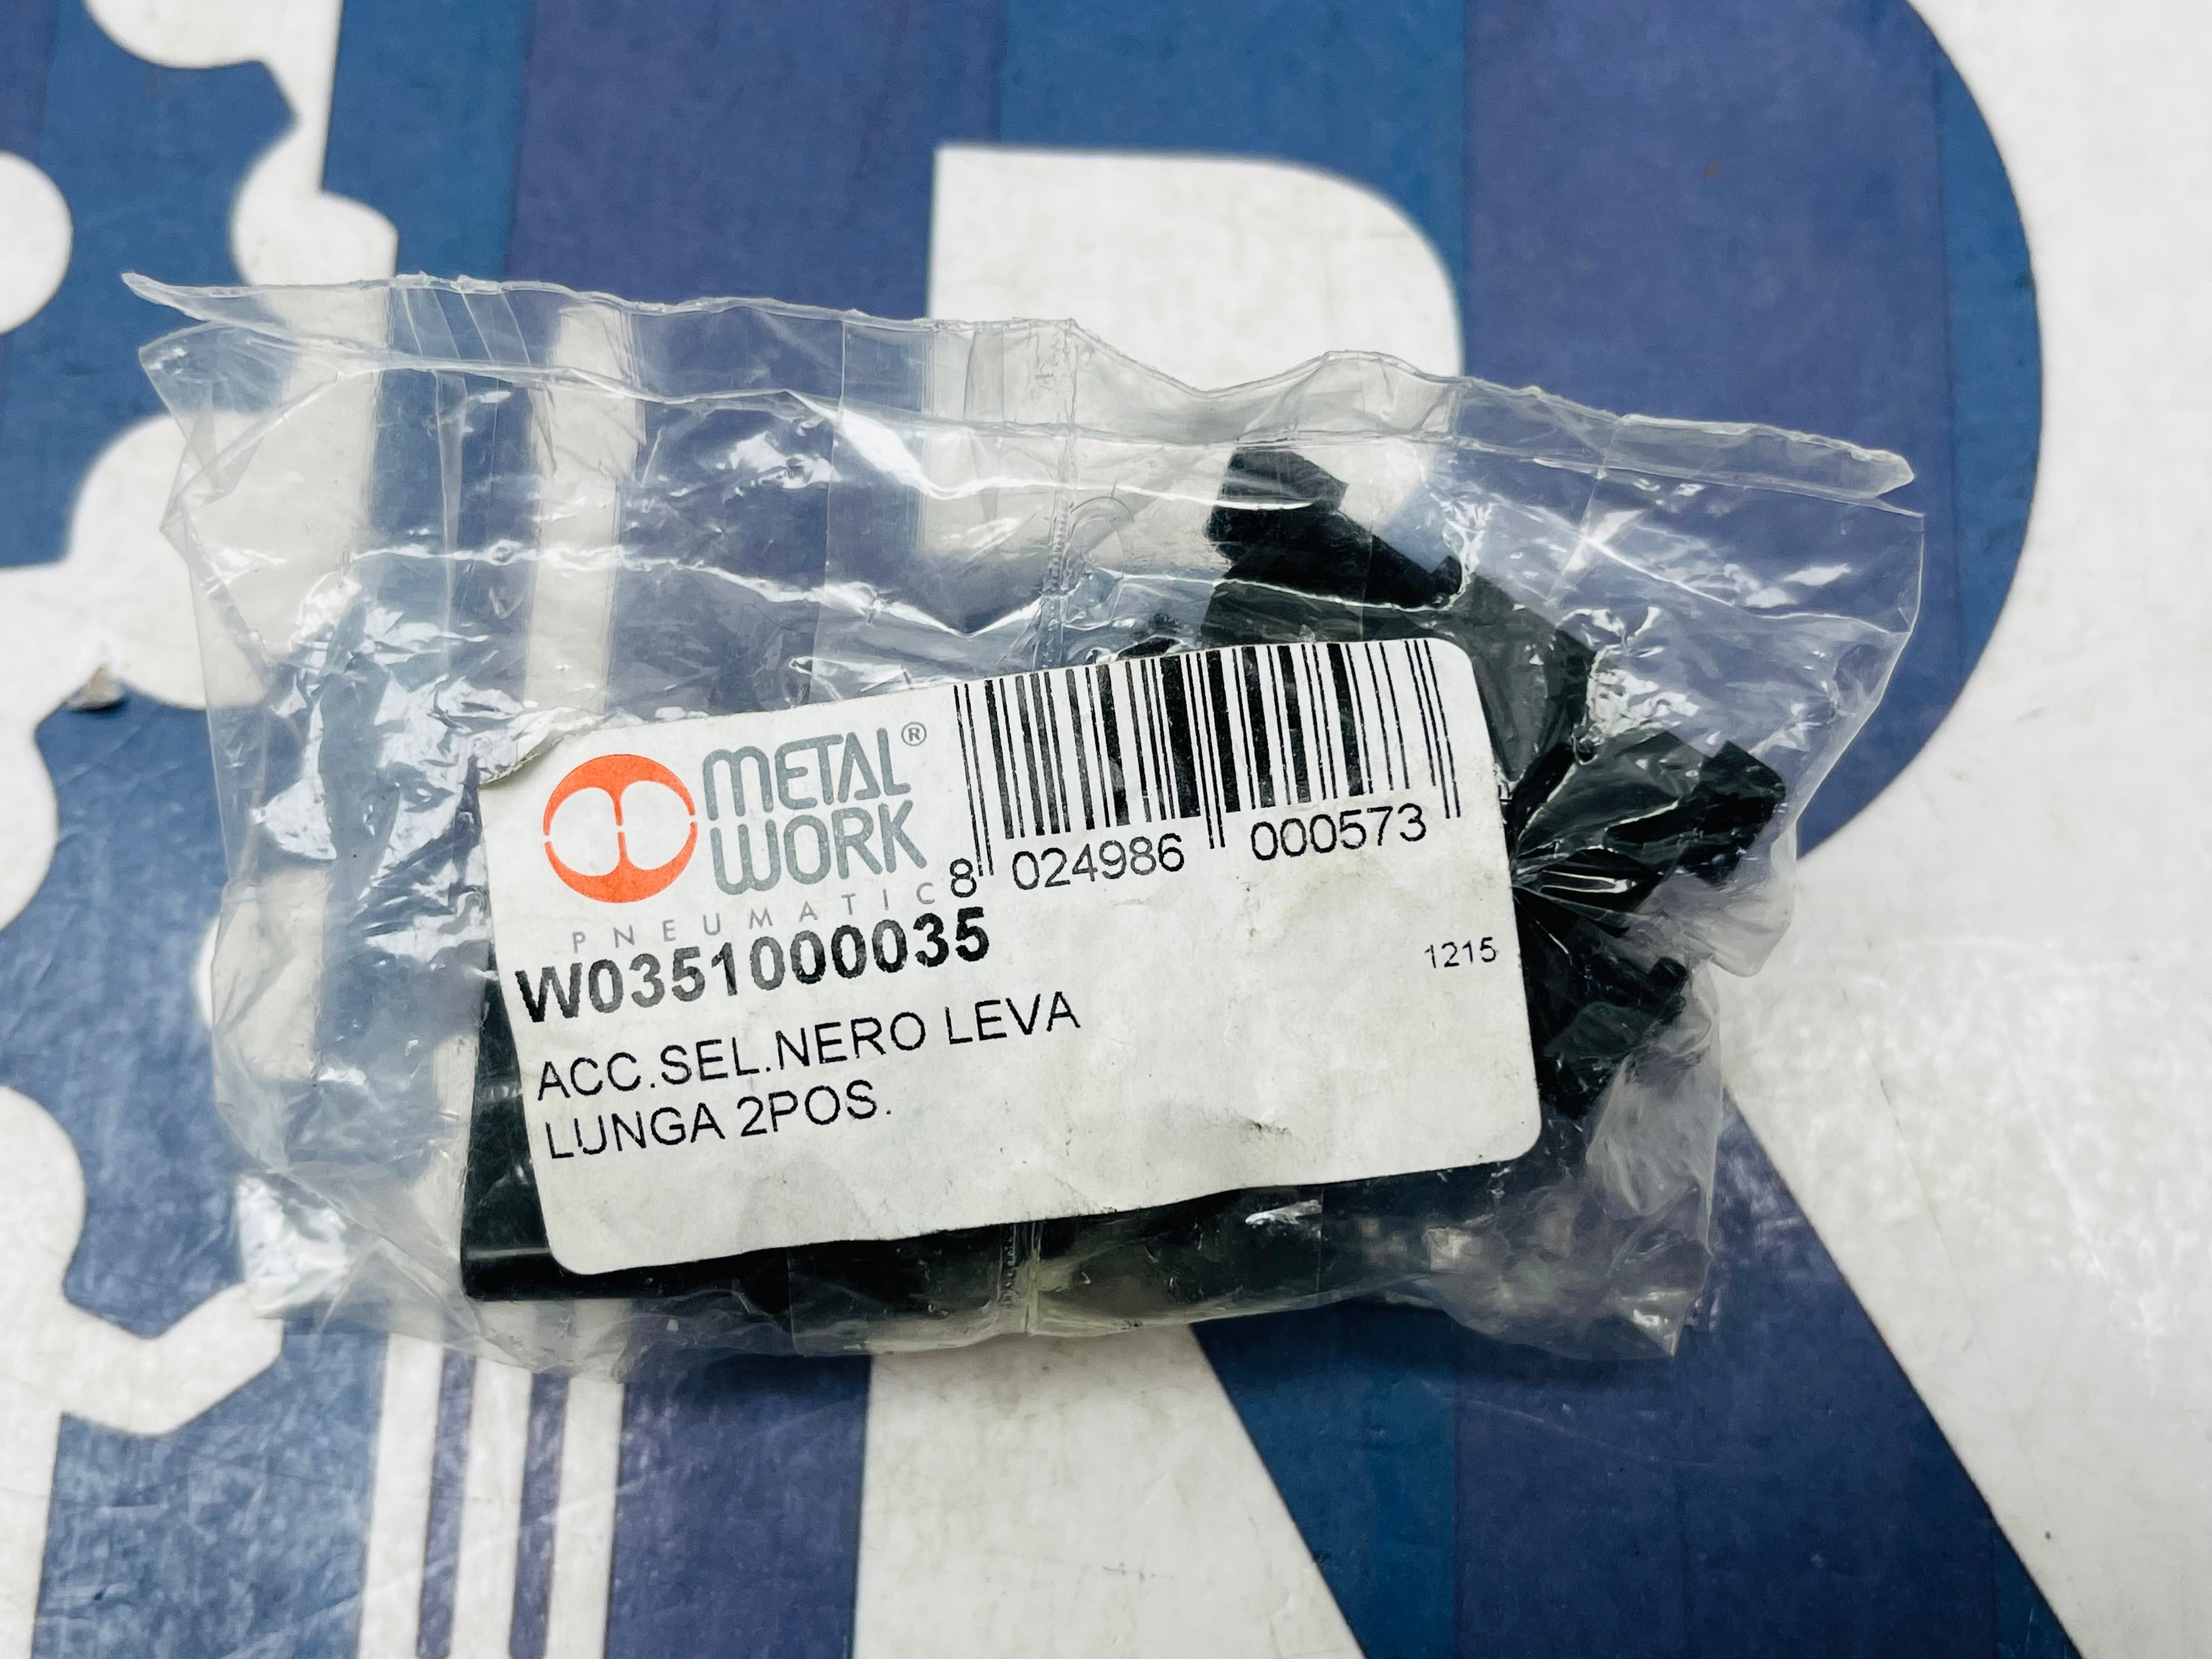 METAL®
WORK
PNEUMATIC
8 024986 000573
W0351000035
1215
ACC.SEL.NERO LEVA
LUNGA 2POS.